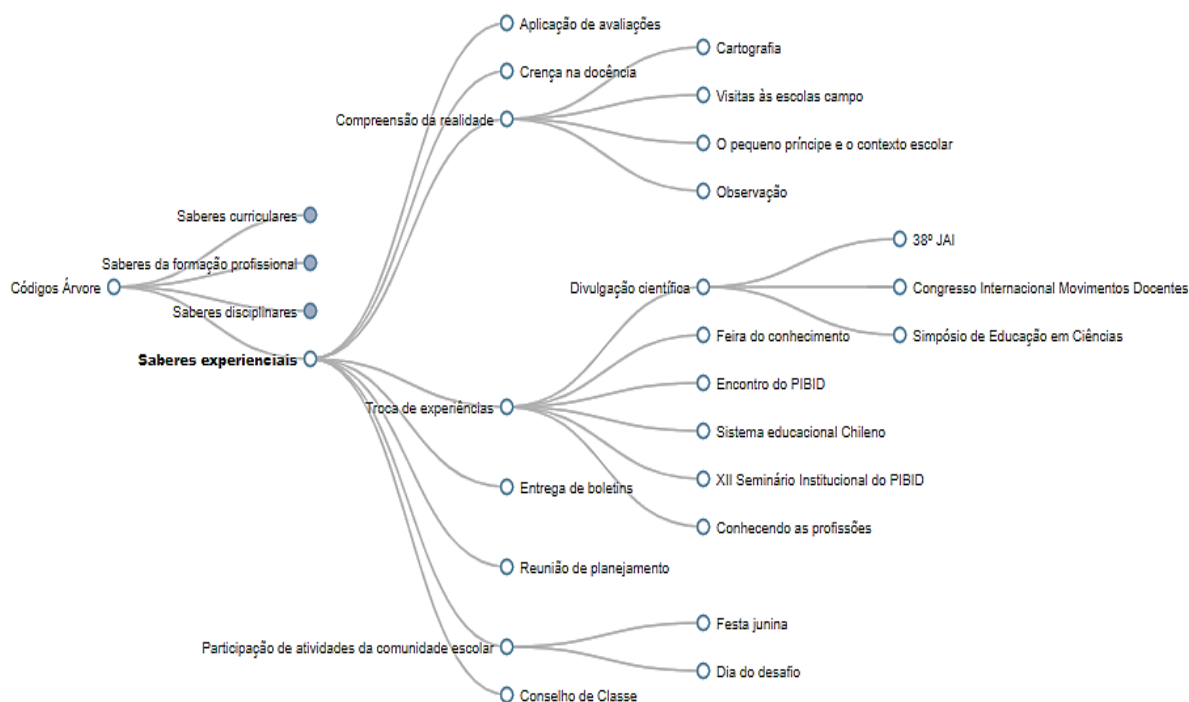 Aplicação de avaliações
Cartografia
Crença na docência
Visitas às escolas campo
Compreensão da realidade
O pequeno príncipe e o contexto escolar
Observação
Saberes curriculares
38º JAI
Saberes da formação profissional
Códigos Árvore
Divulgação científica
Congresso Internacional Movimentos Docentes
Saberes disciplinares
Feira do conhecimento
Simpósio de Educação em Ciências
Saberes experienciais
Encontro do PIBID
Troca de experiências
Sistema educacional Chileno
XII Seminário Institucional do PIBID
Entrega de boletins
Conhecendo as profissões
Reunião de planejamento
Festa junina
Participação de atividades da comunidade escolar
Dia do desafio
Conselho de Classe